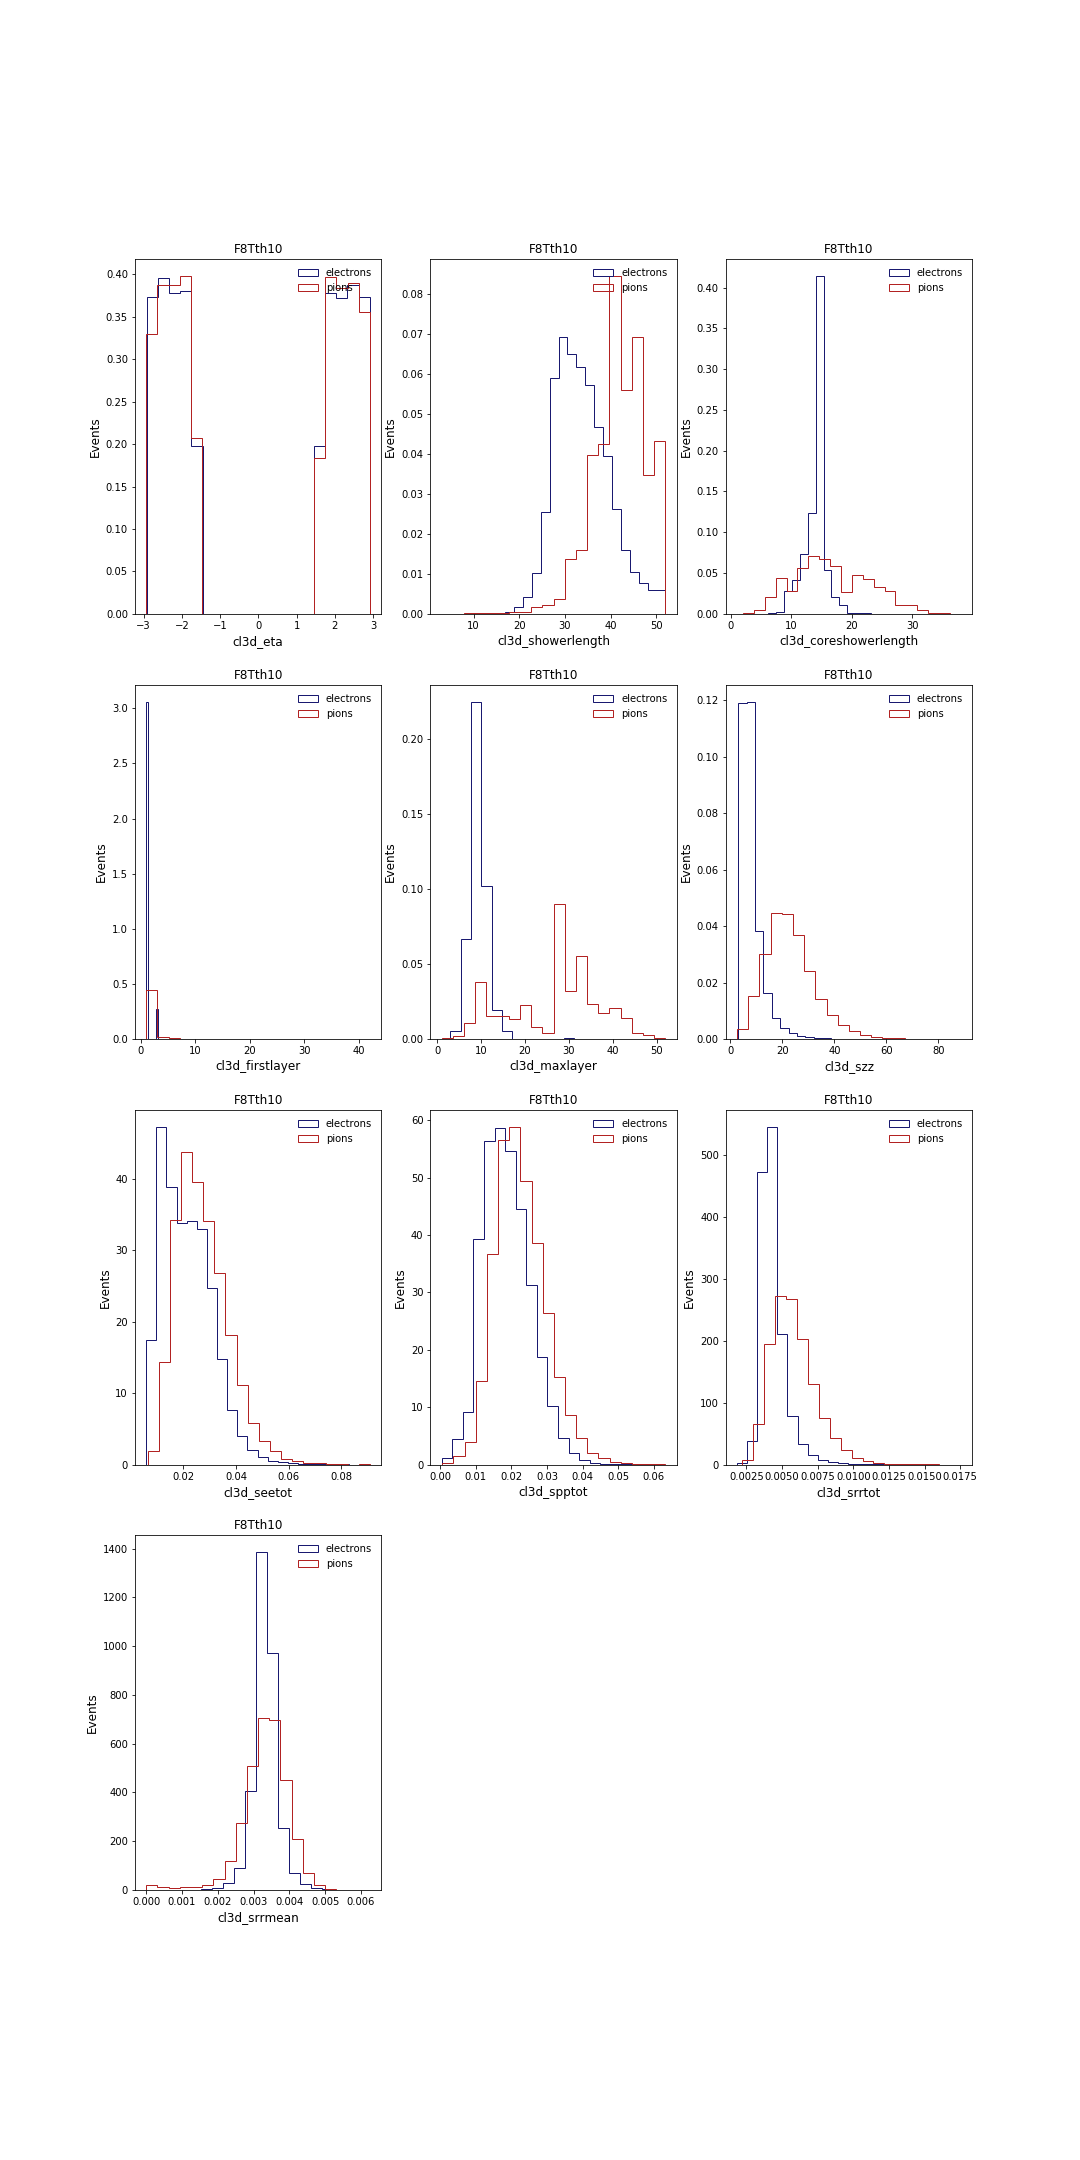 F8Tth10
electrons
pions
0.40
0.35
0.30
0.25
0.20
0.15
0.10
0.05
0.00
Events
−3 −2 −1 0 1 2 3
cl3d_eta
F8Tth10
electrons
pions
0.08
0.07
0.06
0.05
0.04
0.03
0.02
0.01
0.00
Events
10 20 30 40 50
cl3d_showerlength
F8Tth10
electrons
pions
0.40
0.35
0.30
0.25
0.20
0.15
0.10
0.05
0.00
Events
0 10 20 30
cl3d_coreshowerlength
F8Tth10
electrons
pions
3.0
2.5
2.0
1.5
1.0
0.5
0.0
Events
0 10 20 30 40
cl3d_firstlayer
F8Tth10
electrons
pions
0.20
0.15
0.10
0.05
0.00
Events
0 10 20 30 40 50
cl3d_maxlayer
F8Tth10
electrons
pions
0.12
0.10
0.08
0.06
0.04
0.02
0.00
Events
0 20 40 60 80
cl3d_szz
F8Tth10
electrons
pions
40
30
20
10
0
Events
0.02 0.04 0.06 0.08
cl3d_seetot
F8Tth10
electrons
pions
60
50
40
30
20
10
0
Events
0.00 0.01 0.02 0.03 0.04 0.05 0.06
cl3d_spptot
F8Tth10
electrons
pions
500
400
300
200
100
0
Events
0.0025 0.0050 0.0075 0.0100 0.0125 0.0150 0.0175
cl3d_srrtot
F8Tth10
electrons
pions
1400
1200
1000
800
600
400
200
0
Events
0.000 0.001 0.002 0.003 0.004 0.005 0.006
cl3d_srrmean